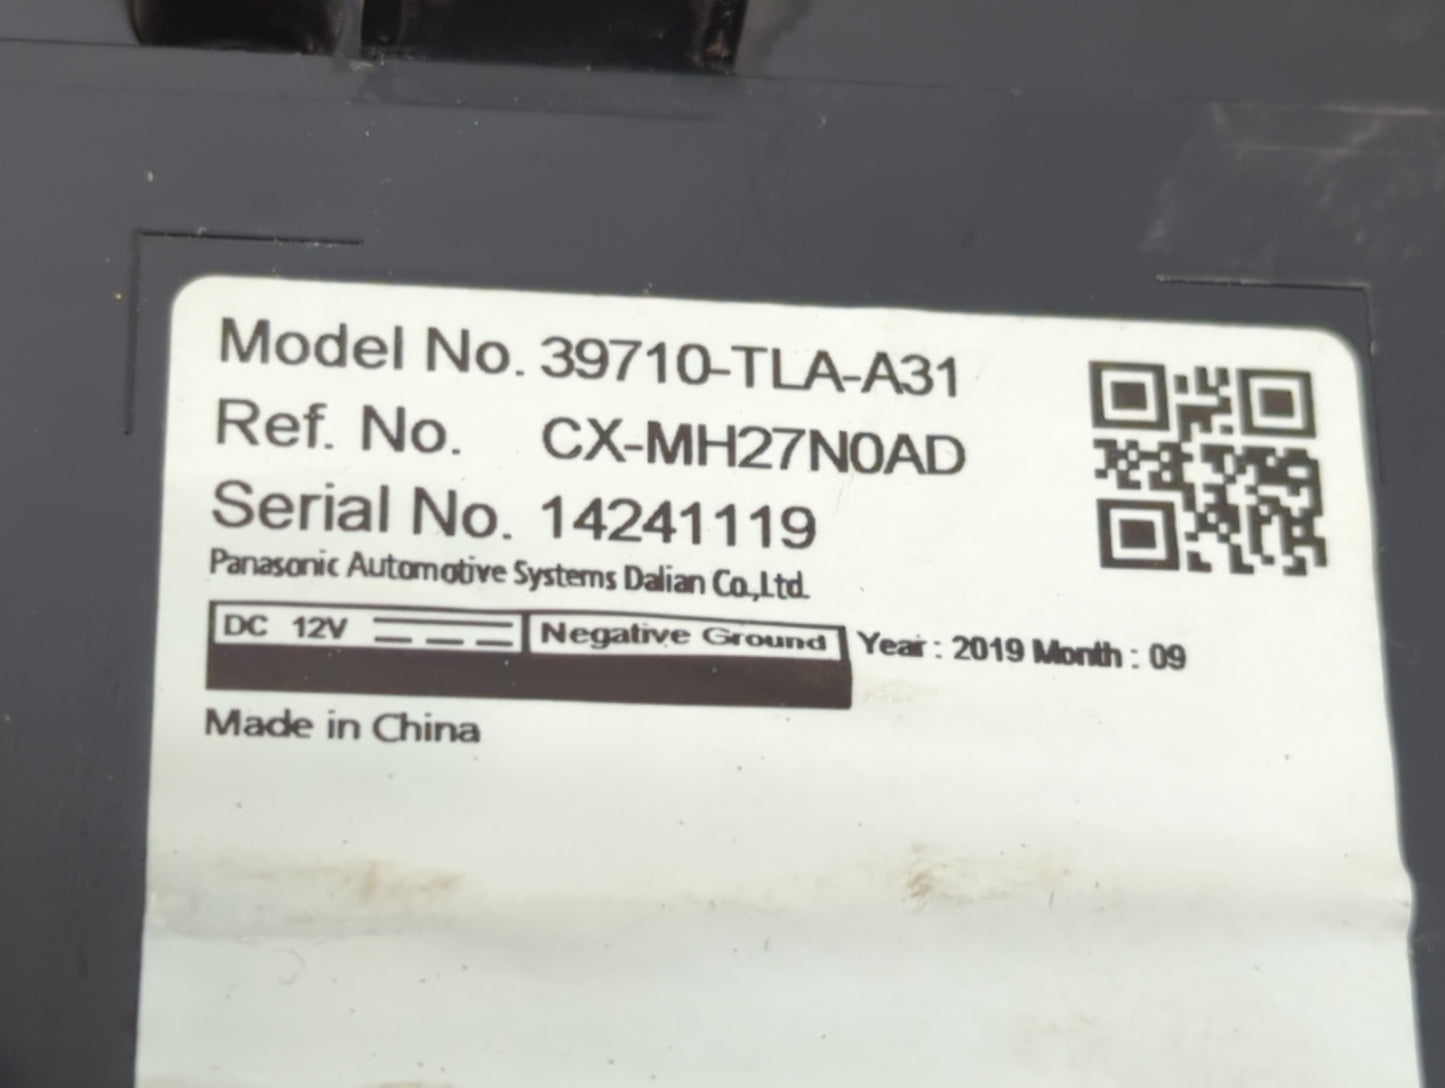 Model No. 39710-TLA-A31
Ref. No. CX-MH27N0AD
Serial No. 14241119
Panasonic Automotive Systems Dalian Co.,Ltd.
DC 12V Negative Ground Year : 2019 Month : 09
Made in China